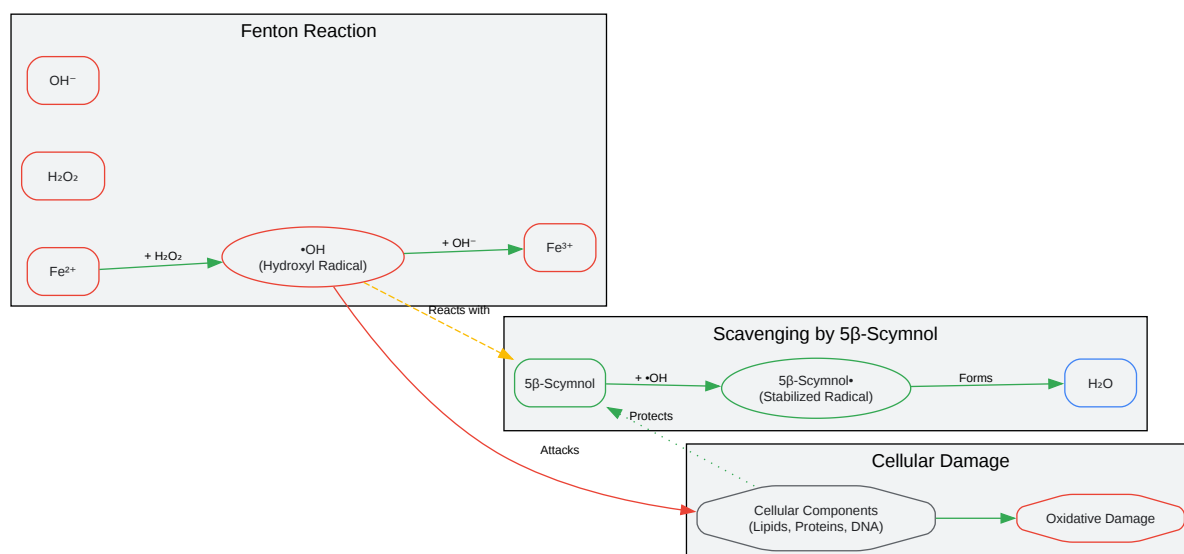 Fenton Reaction
OH⁻
H₂O₂
Fe²⁺
+ H₂O₂
•OH
(Hydroxyl Radical)
+ OH⁻
Fe³⁺
Reacts with
Scavenging by 5β-Scymnol
5β-Scymnol
+ •OH
5β-Scymnol•
(Stabilized Radical)
Forms
H₂O
Protects
Attacks
Cellular Damage
Cellular Components
(Lipids, Proteins, DNA)
Oxidative Damage